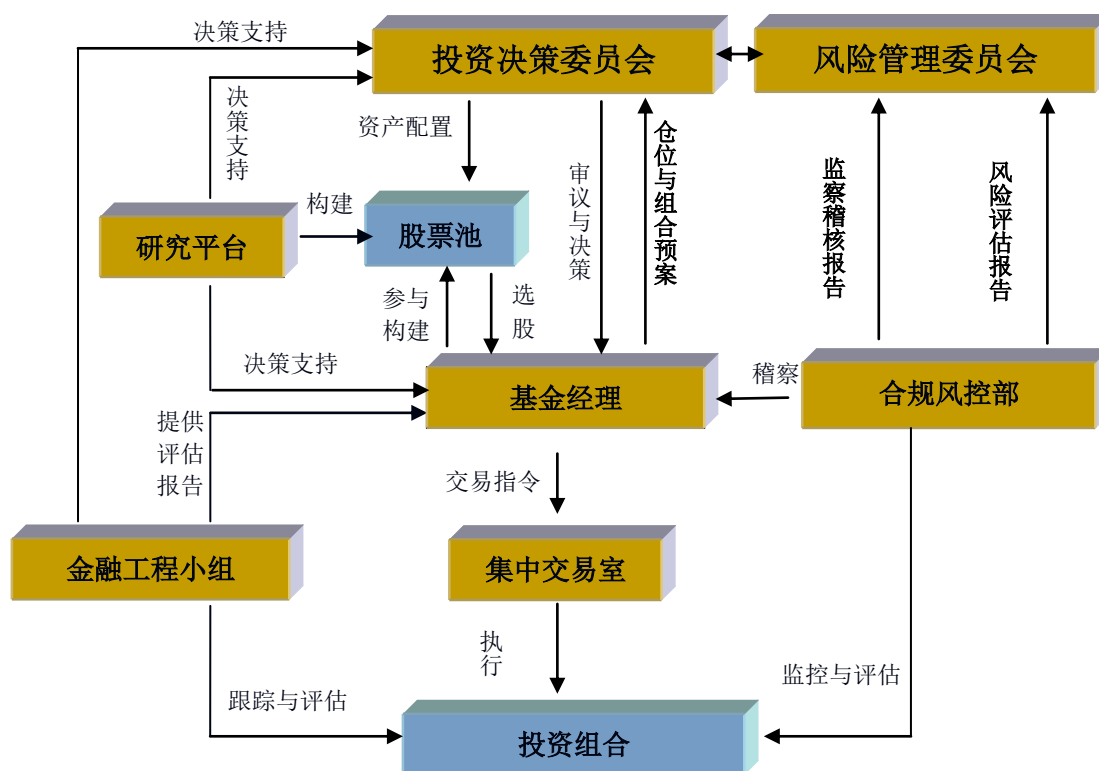 决策支持
投资决策委员会
风险管理委员会
决策支持
资产配置
审议与决策
仓位与组合预案
监察稽核报告
风险评估报告
研究平台
构建
股票池
参与
构建
选股
决策支持
基金经理
稽察
合规风控部
提供
评估
报告
交易指令
金融工程小组
集中交易室
执行
跟踪与评估
监控与评估
投资组合